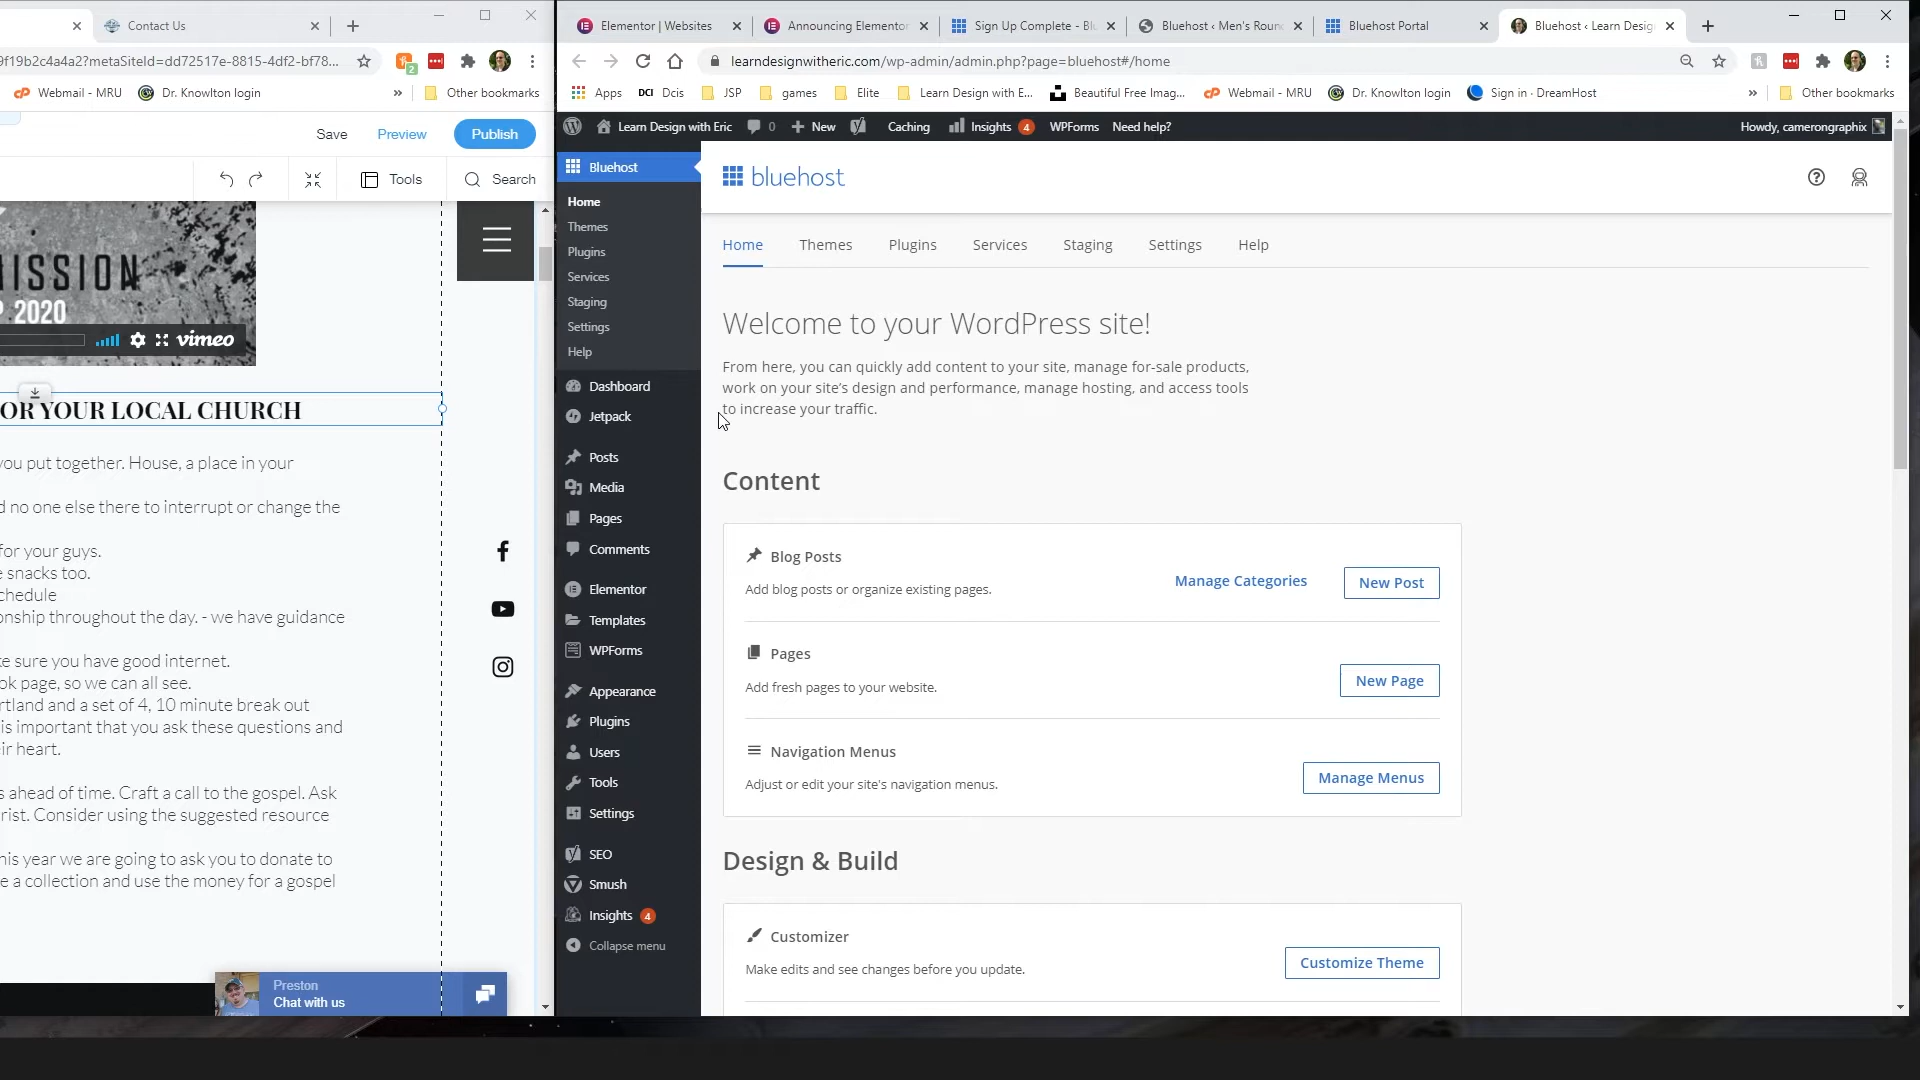 Contact Us
9f19b2c4a4a2?metaSiteId=dd72517e-8815-4df2-bf78...
2
Webmail - MRU
Dr. Knowlton login
»
Other bookmarks
Save
Preview
Publish
Tools
Search
ISSION
2020
vimeo
OR YOUR LOCAL CHURCH
you put together. House, a place in your
d no one else there to interrupt or change the
for your guys.
e snacks too.
chedule
onship throughout the day. - we have guidance
ke sure you have good internet.
ok page, so we can all see.
rtland and a set of 4, 10 minute break out
is important that you ask these questions and
eir heart.
s ahead of time. Craft a call to the gospel. Ask
rist. Consider using the suggested resource
his year we are going to ask you to donate to
e a collection and use the money for a gospel
Preston
Chat with us
Elementor | Websites
Announcing Elementor
Sign Up Complete - Blu
Bluehost ‹ Men's Roun
Bluehost Portal
Bluehost ‹ Learn Desig
learndesignwitheric.com/wp-admin/admin.php?page=bluehost#/home
Apps
DCI Dcis
JSP
games
Elite
Learn Design with E...
Beautiful Free Imag...
Webmail - MRU
Dr. Knowlton login
Sign in · DreamHost
»
Other bookmarks
Learn Design with Eric
0
New
Caching
Insights 4
WPForms
Need help?
Howdy, camerongraphix
Bluehost
Home
Themes
Plugins
Services
Staging
Settings
Help
Dashboard
Jetpack
Posts
Media
Pages
Comments
Elementor
Templates
WPForms
Appearance
Plugins
Users
Tools
Settings
SEO
Smush
Insights 4
Collapse menu
bluehost
Home
Themes
Plugins
Services
Staging
Settings
Help
Welcome to your WordPress site!
From here, you can quickly add content to your site, manage for-sale products,
work on your site's design and performance, manage hosting, and access tools
to increase your traffic.
Content
Blog Posts
Add blog posts or organize existing pages.
Manage Categories
New Post
Pages
Add fresh pages to your website.
New Page
Navigation Menus
Adjust or edit your site's navigation menus.
Manage Menus
Design & Build
Customizer
Make edits and see changes before you update.
Customize Theme